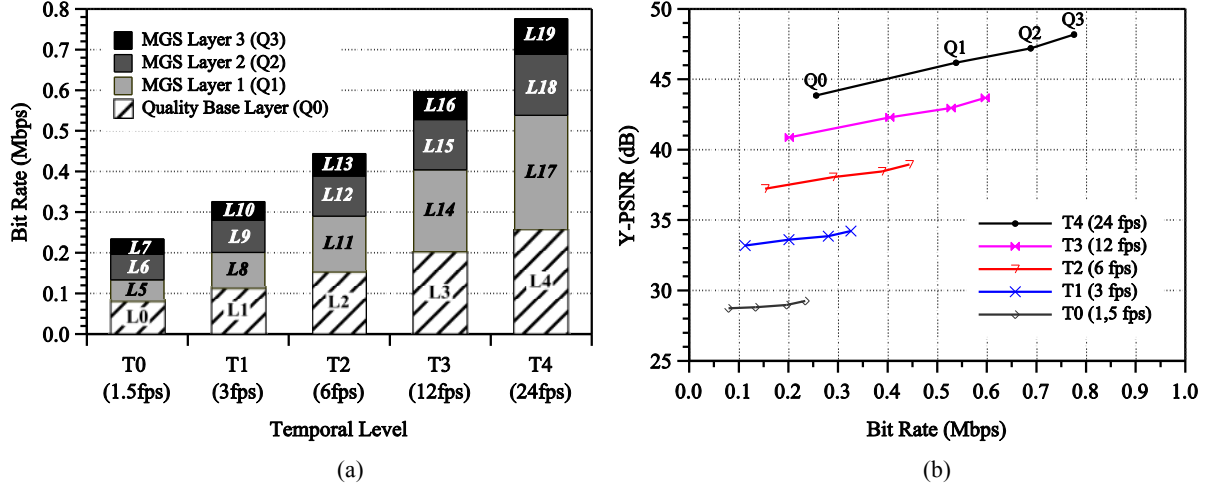 0.8
0.7
0.6
0.5
0.4
0.3
0.2
0.1
0.0
Bit Rate (Mbps)
MGS Layer 3 (Q3)
MGS Layer 2 (Q2)
MGS Layer 1 (Q1)
Quality Base Layer (Q0)
L7
L6
L5
L0
L10
L9
L8
L1
L13
L12
L11
L2
L16
L15
L14
L3
L19
L18
L17
L4
T0 T1 T2 T3 T4
(1.5fps) (3fps) (6fps) (12fps) (24fps)
Temporal Level
(a)
50
45
40
35
30
25
Y-PSNR (dB)
Q0
Q1
Q2
Q3
T4 (24 fps)
T3 (12 fps)
T2 (6 fps)
T1 (3 fps)
T0 (1,5 fps)
0.0 0.1 0.2 0.3 0.4 0.5 0.6 0.7 0.8 0.9 1.0
Bit Rate (Mbps)
(b)